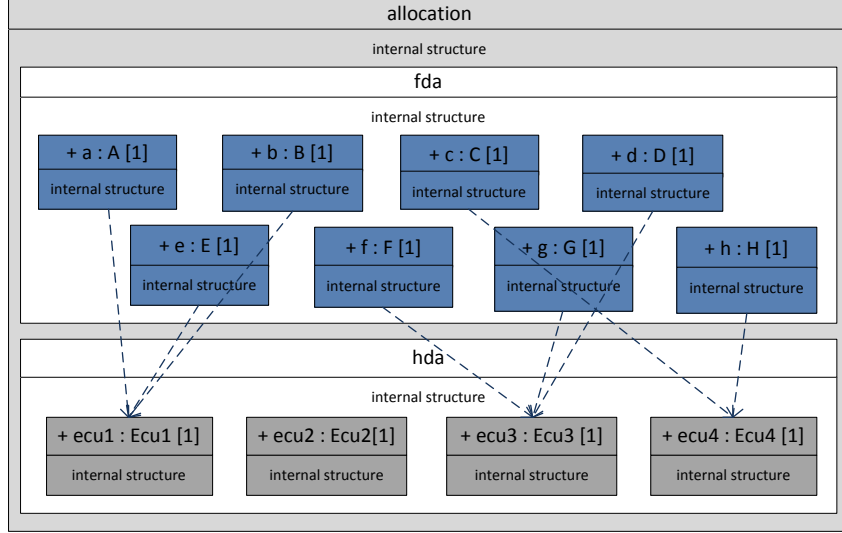 allocation
internal structure
fda
internal structure
+ a : A [1]
+ b : B [1]
+ c : C [1]
+ d : D [1]
internal structure
internal structure
internal structure
internal structure
+ e : E [1]
+ f : F [1]
+ g : G [1]
+ h : H [1]
internal structure
internal structure
internal structure
internal structure
hda
internal structure
+ ecu1 : Ecu1 [1]
+ ecu2 : Ecu2[1]
+ ecu3 : Ecu3 [1]
+ ecu4 : Ecu4 [1]
internal structure
internal structure
internal structure
internal structure